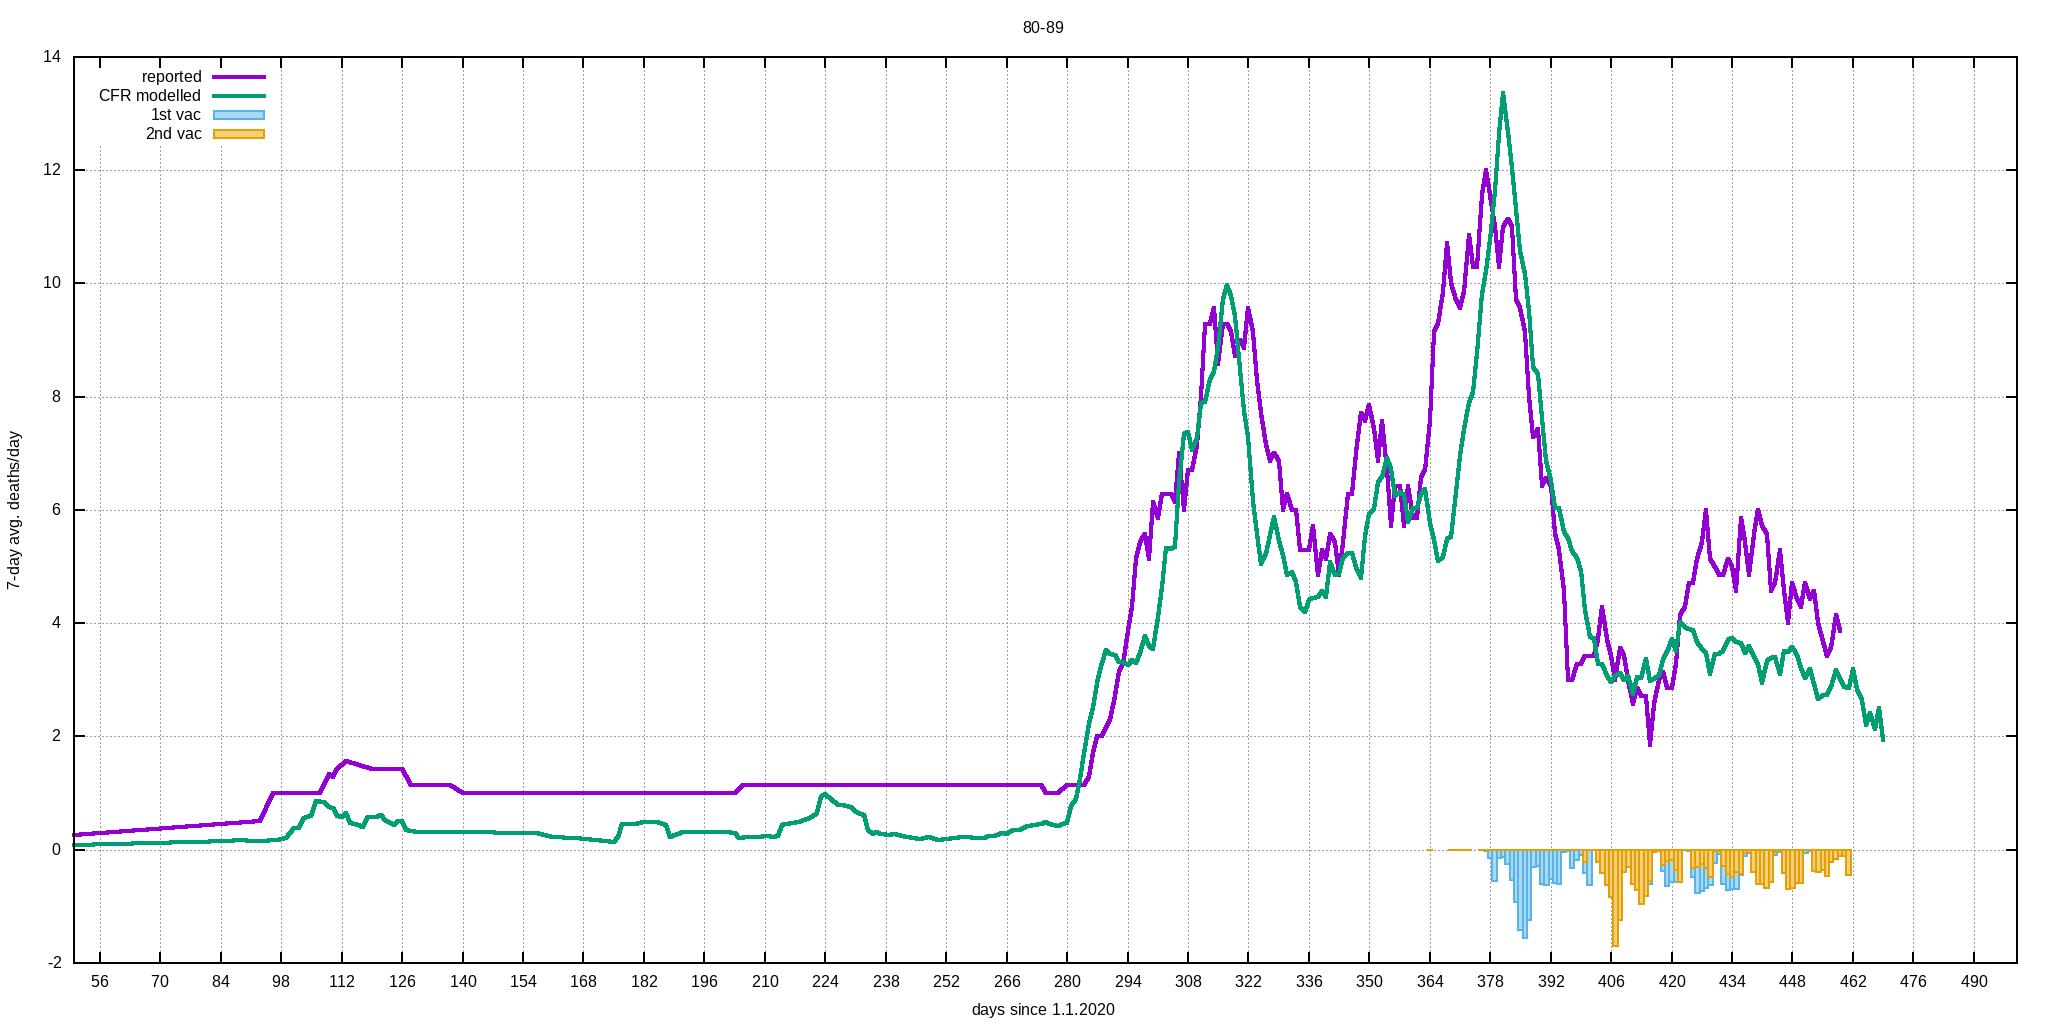 80-89
14
reported
CFR modelled
1st vac
2nd vac
12
10
8
6
4
2
0
-2
7-day avg. deaths/day
56 70 84 98 112 126 140 154 168 182 196 210 224 238 252 266 280 294 308 322 336 350 364 378 392 406 420 434 448 462 476 490
days since 1.1.2020